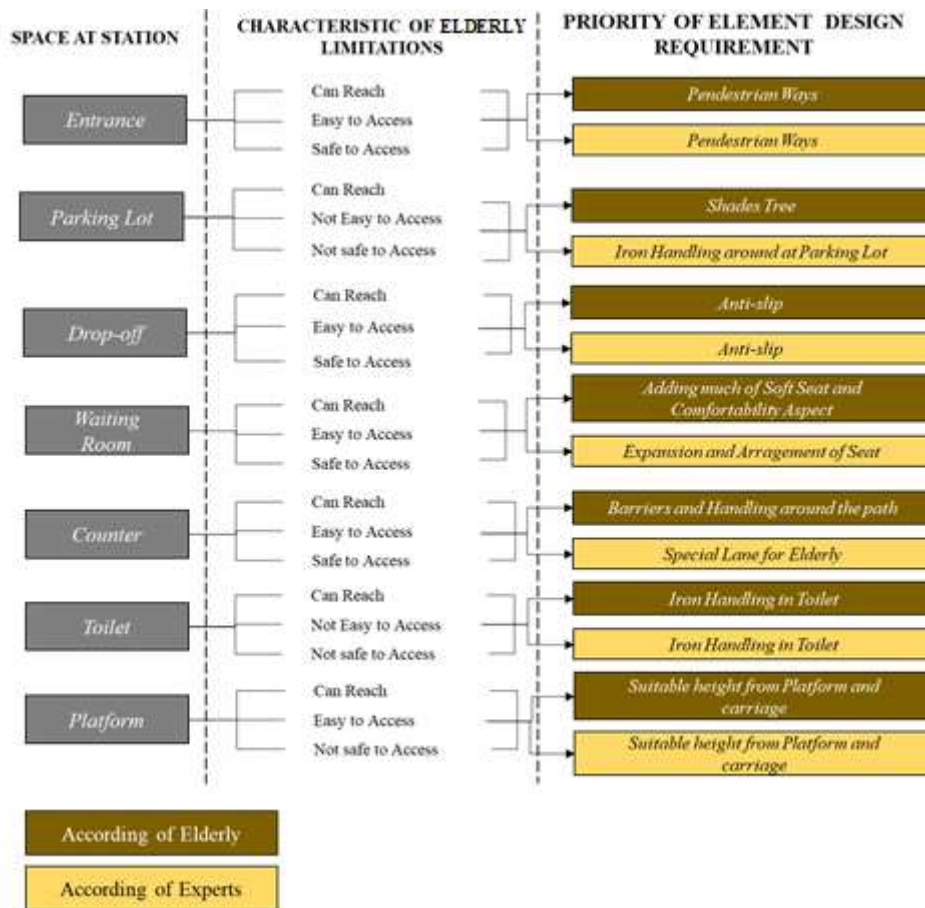 SPACE AT STATION
CHARACTERISTIC OF ELDERLY
LIMITATIONS
PRIORITY OF ELEMENT DESIGN
REQUIREMENT
Entrance
Can Reach
Easy to Access
Safe to Access
Pendestrian Ways
Pendestrian Ways
Parking Lot
Can Reach
Not Easy to Access
Not safe to Access
Shades Tree
Iron Handling around at Parking Lot
Drop-off
Can Reach
Easy to Access
Safe to Access
Anti-slip
Anti-slip
Waiting
Room
Can Reach
Easy to Access
Safe to Access
Adding much of Soft Seat and
Comfortability Aspect
Expansion and Arragement of Seat
Counter
Can Reach
Easy to Access
Safe to Access
Barriers and Handling around the path
Special Lane for Elderly
Toilet
Can Reach
Not Easy to Access
Not safe to Access
Iron Handling in Toilet
Iron Handling in Toilet
Platform
Can Reach
Easy to Access
Not safe to Access
Suitable height from Platform and
carriage
Suitable height from Platform and
carriage
According of Elderly
According of Experts